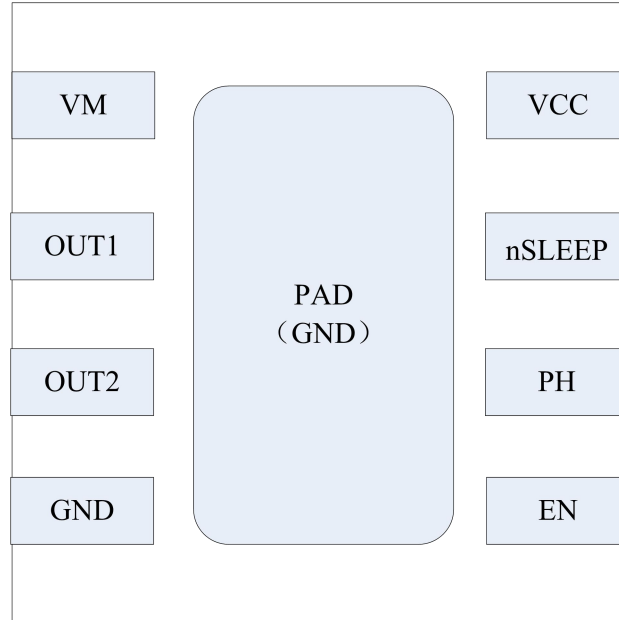 VM
VCC
OUT1
nSLEEP
PAD
（GND）
OUT2
PH
GND
EN